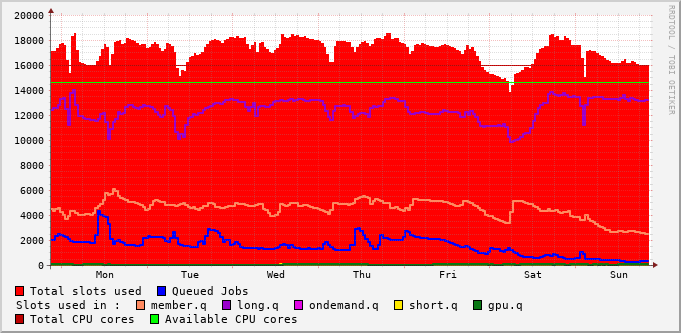 20000
18000
16000
14000
12000
10000
8000
6000
4000
2000
0
Mon Tue Wed Thu Fri Sat Sun
RRDTOOL / TOBI OETIKER
Total slots used Queued Jobs
Slots used in : member.q long.q ondemand.q short.q gpu.q
Total CPU cores Available CPU cores